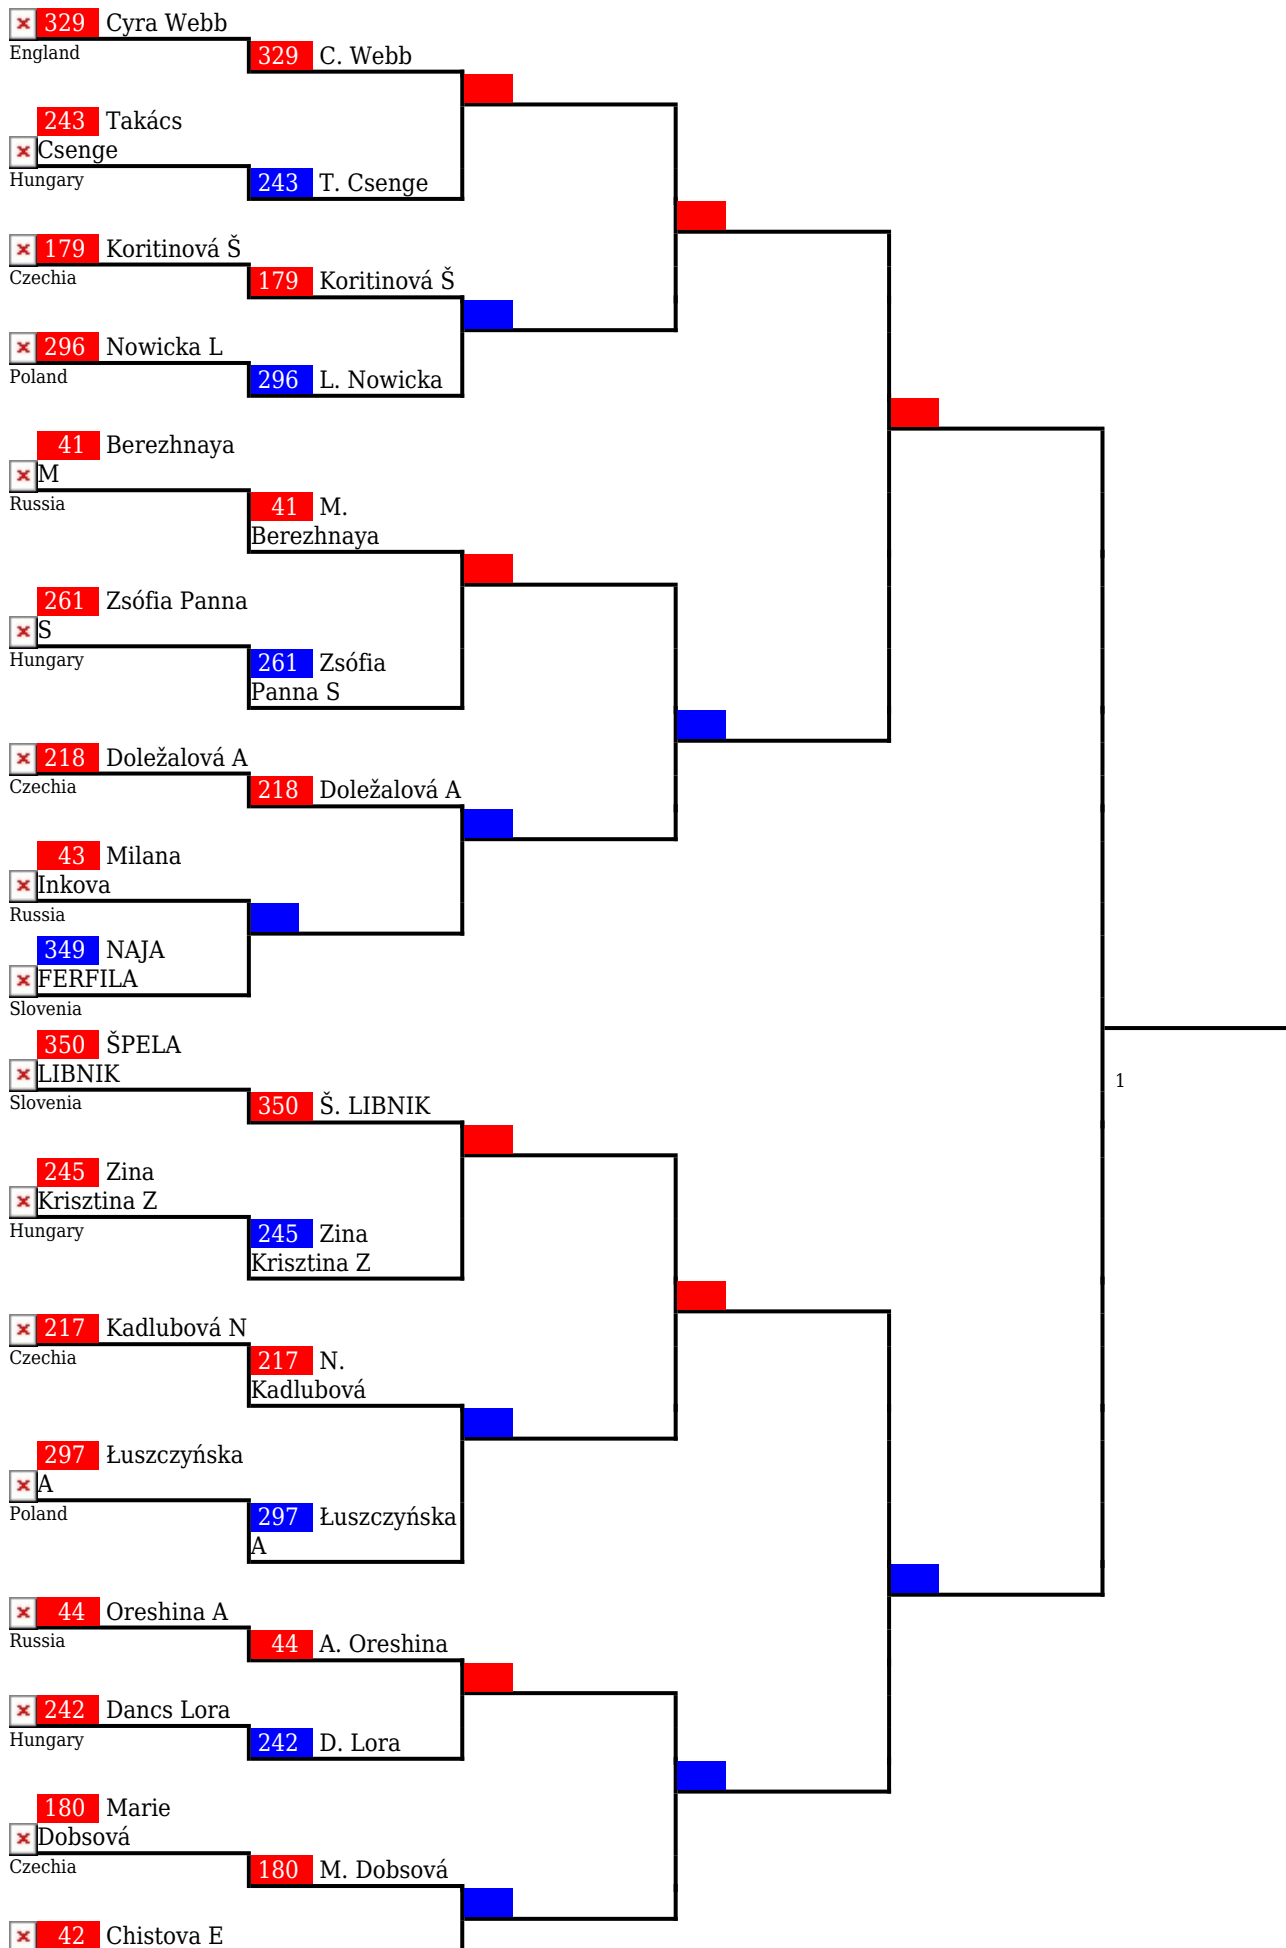 329 Cyra Webb
England
329 C. Webb
243 Takács
Csenge
Hungary
243 T. Csenge
179 Koritinová Š
Czechia
179 Koritinová Š
296 Nowicka L
Poland
296 L. Nowicka
41 Berezhnaya
M
Russia
41 M.
Berezhnaya
261 Zsófia Panna
S
Hungary
261 Zsófia
Panna S
218 Doležalová A
Czechia
218 Doležalová A
43 Milana
Inkova
Russia
349 NAJA
FERFILA
Slovenia
350 ŠPELA
LIBNIK
Slovenia
350 Š. LIBNIK
1
245 Zina
Krisztina Z
Hungary
245 Zina
Krisztina Z
217 Kadlubová N
Czechia
217 N.
Kadlubová
297 Łuszczyńska
A
Poland
297 Łuszczyńska
A
44 Oreshina A
Russia
44 A. Oreshina
242 Dancs Lora
Hungary
242 D. Lora
180 Marie
Dobsová
Czechia
180 M. Dobsová
42 Chistova E